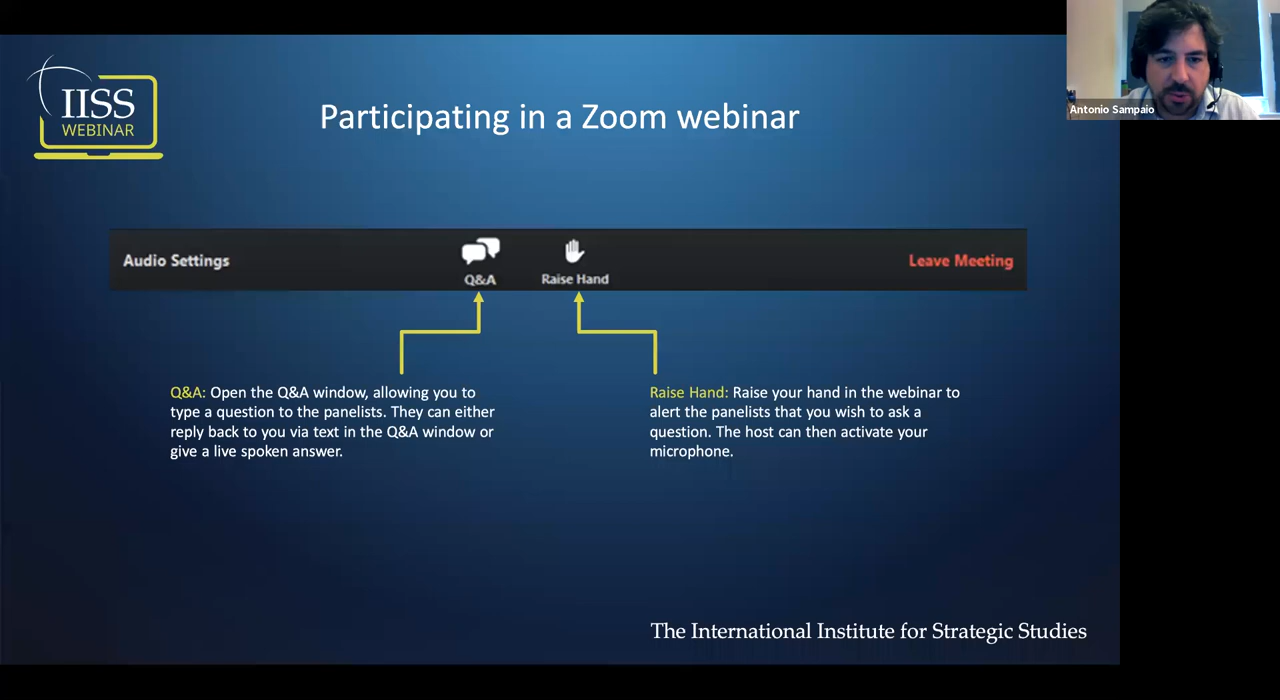 IISS
WEBINAR
Participating in a Zoom webinar
Antonio Sampaio
Audio Settings
Q&A
Raise Hand
Leave Meeting
Q&A: Open the Q&A window, allowing you to
type a question to the panelists. They can either
reply back to you via text in the Q&A window or
give a live spoken answer.
Raise Hand: Raise your hand in the webinar to
alert the panelists that you wish to ask a
question. The host can then activate your
microphone.
The International Institute for Strategic Studies